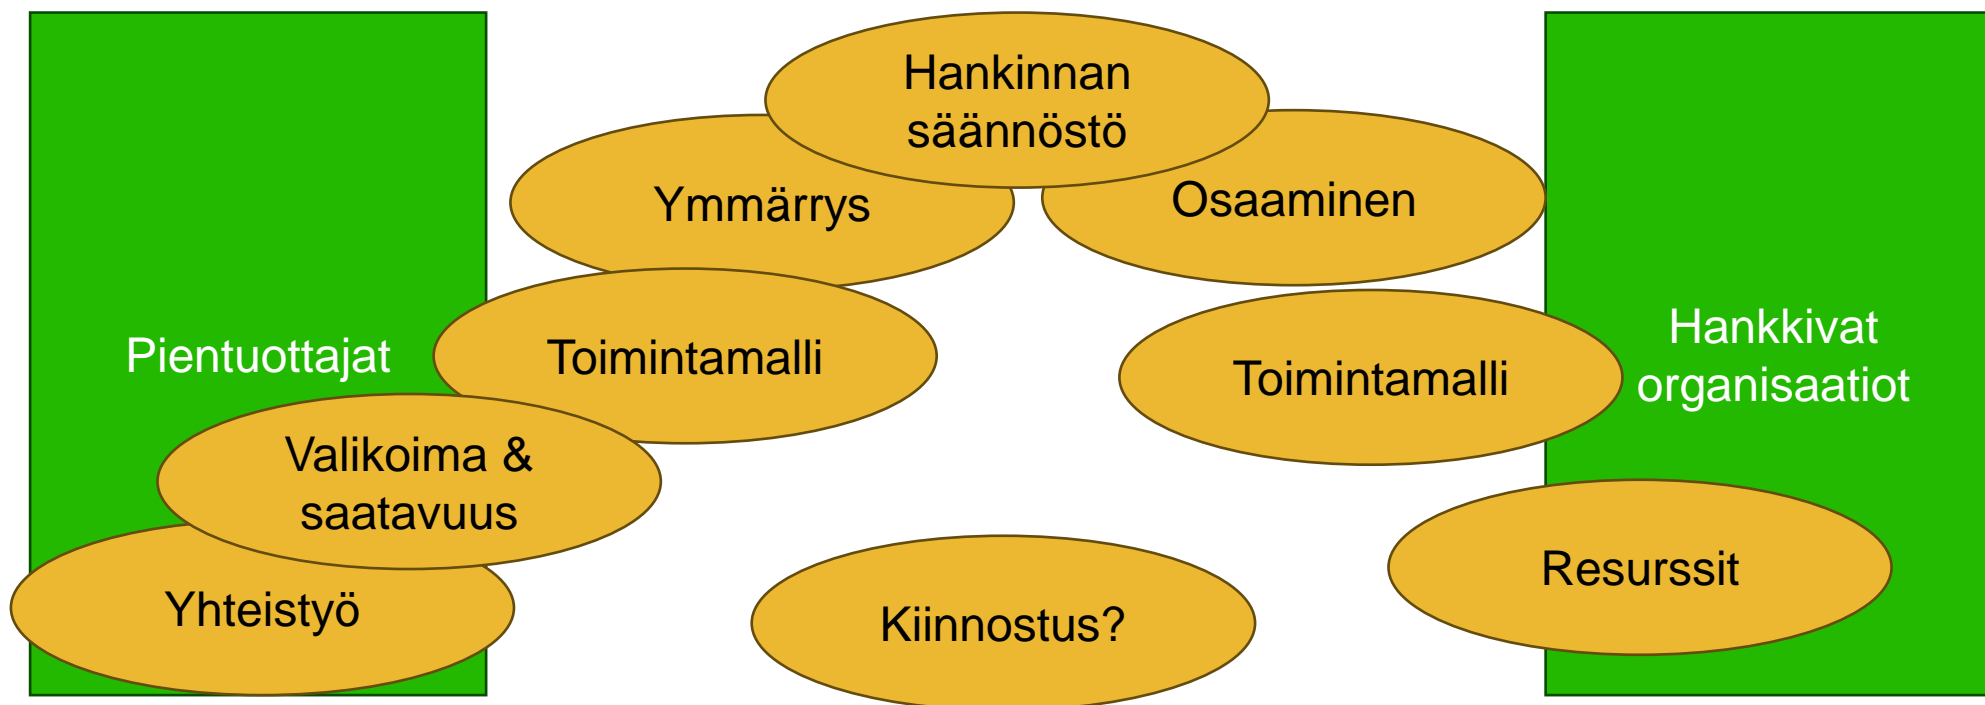 Hankinnan
säännöstö
Ymmärrys
Osaaminen
Pientuottajat
Toimintamalli
Toimintamalli
Hankkivat
organisaatiot
Valikoima &
saatavuus
Resurssit
Yhteistyö
Kiinnostus?